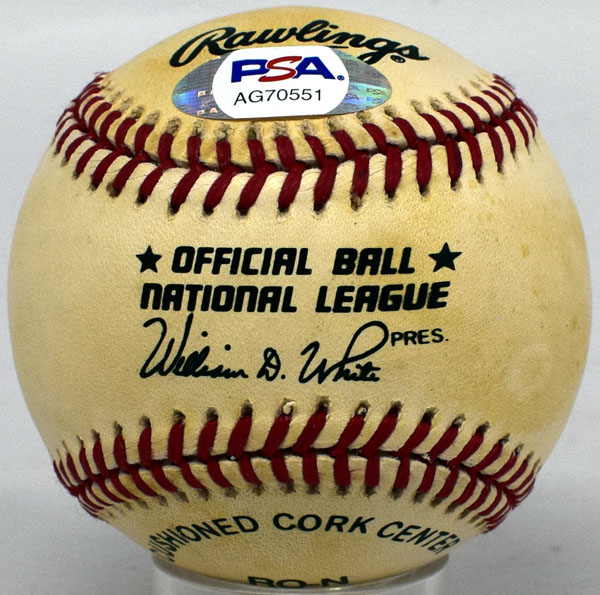 Rawlings®
PSA.
AG70551
★ OFFICIAL BALL ★
NATIONAL LEAGUE
William D. White PRES.
CUSHIONED CORK CENTER
RO-N